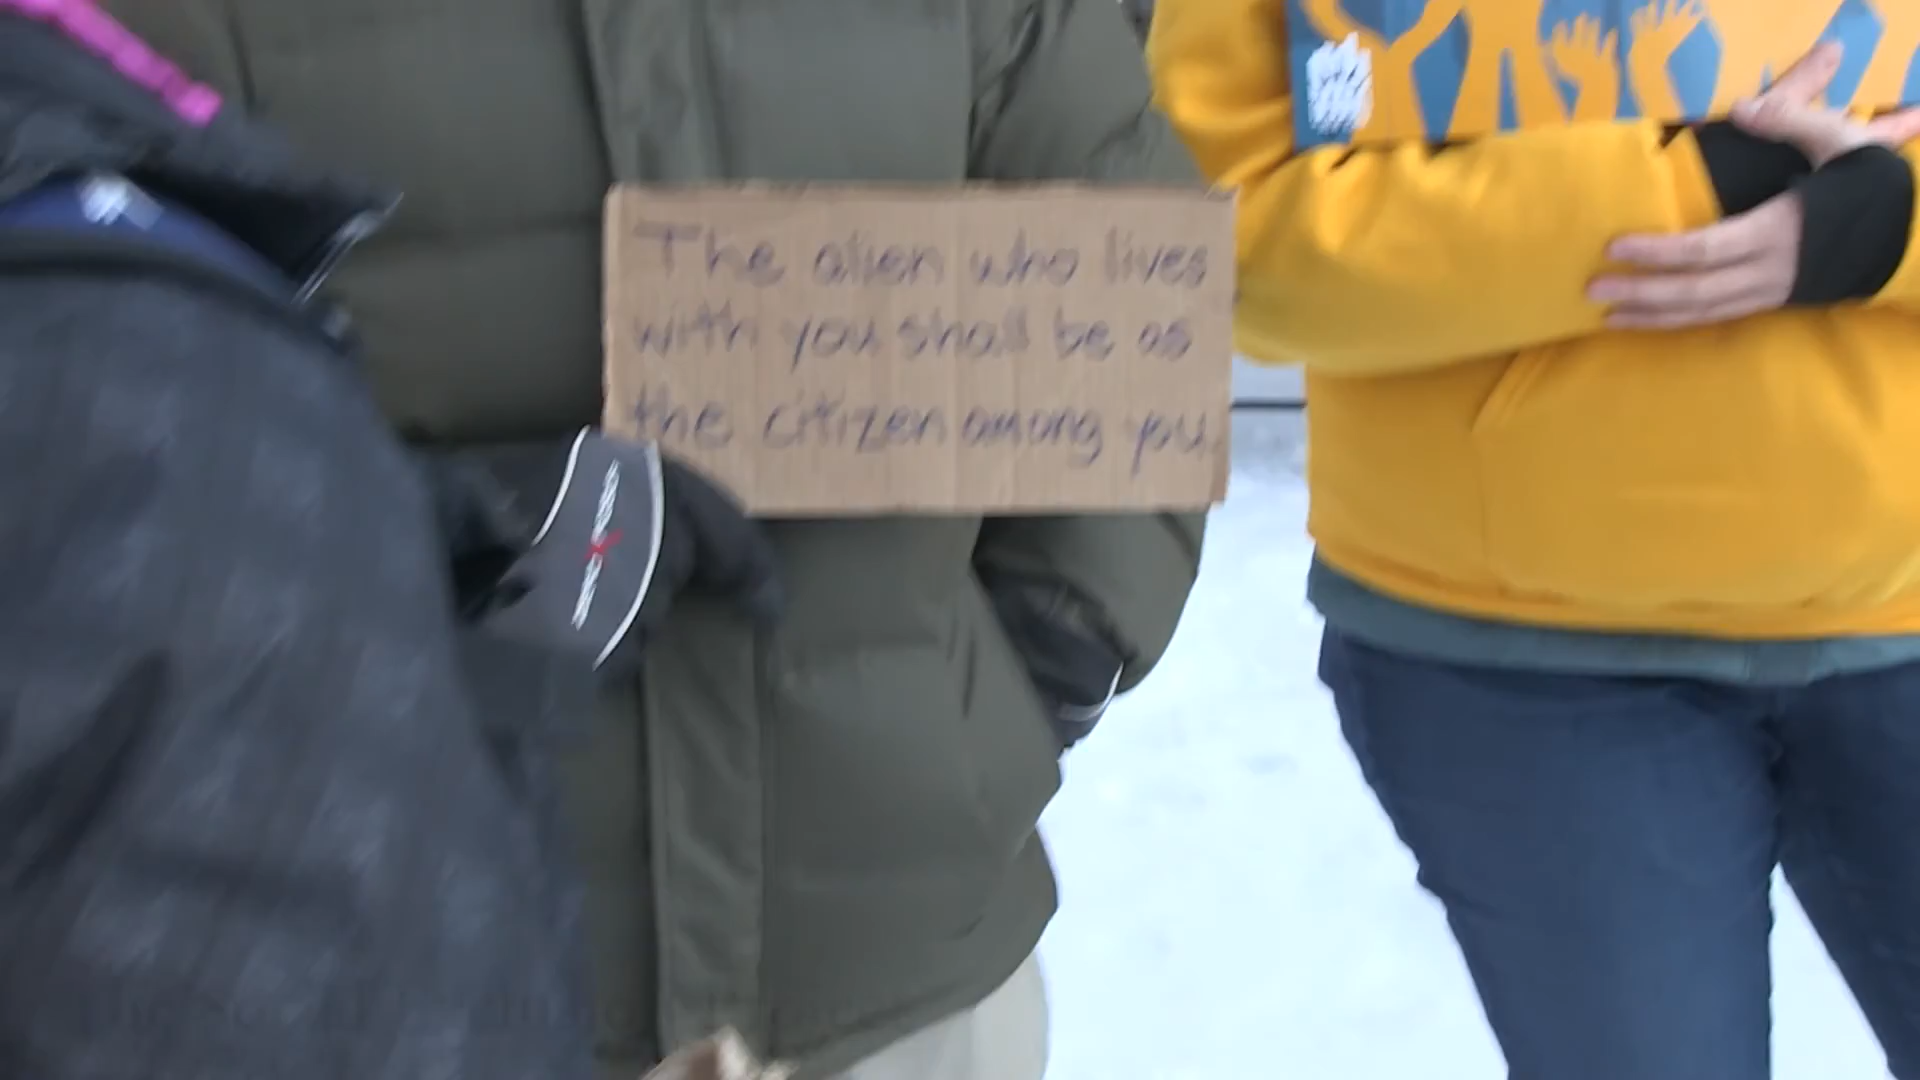 The alien who lives
with you shall be as
the citizen among you.